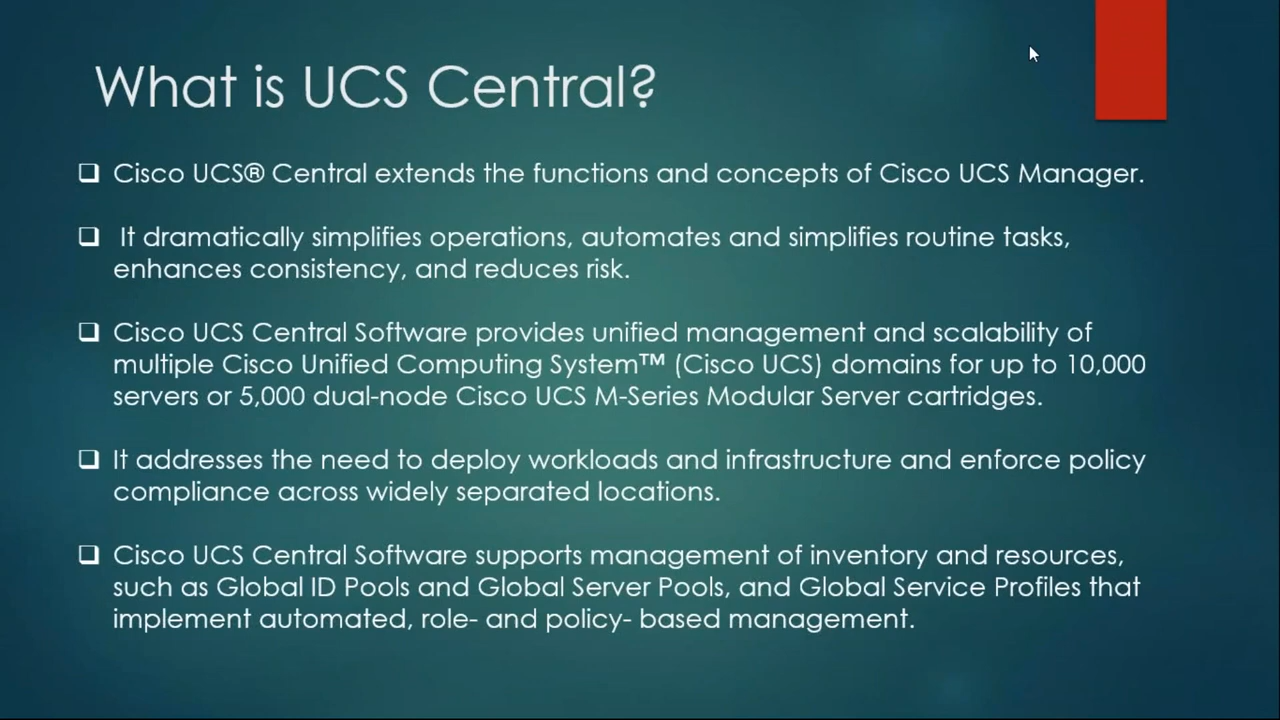 What is UCS Central?
Cisco UCS® Central extends the functions and concepts of Cisco UCS Manager.
It dramatically simplifies operations, automates and simplifies routine tasks,
enhances consistency, and reduces risk.
Cisco UCS Central Software provides unified management and scalability of
multiple Cisco Unified Computing System™ (Cisco UCS) domains for up to 10,000
servers or 5,000 dual-node Cisco UCS M-Series Modular Server cartridges.
It addresses the need to deploy workloads and infrastructure and enforce policy
compliance across widely separated locations.
Cisco UCS Central Software supports management of inventory and resources,
such as Global ID Pools and Global Server Pools, and Global Service Profiles that
implement automated, role- and policy- based management.